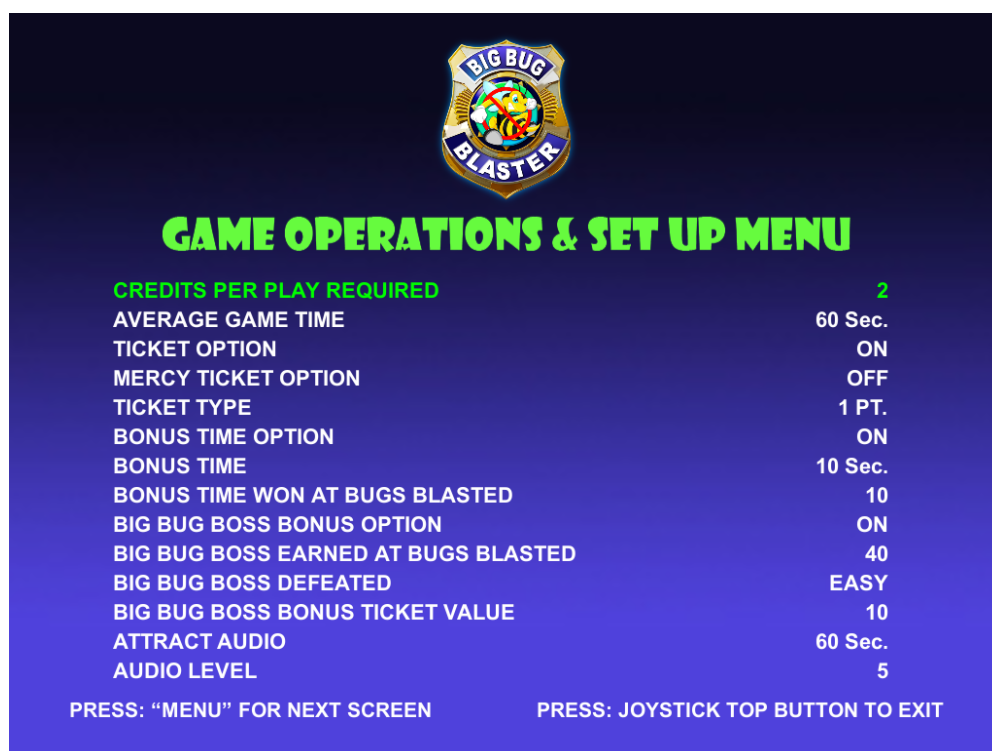 BIG BUG
BLASTER
GAME OPERATIONS & SET UP MENU
CREDITS PER PLAY REQUIRED 2
AVERAGE GAME TIME 60 Sec.
TICKET OPTION ON
MERCY TICKET OPTION OFF
TICKET TYPE 1 PT.
BONUS TIME OPTION ON
BONUS TIME 10 Sec.
BONUS TIME WON AT BUGS BLASTED 10
BIG BUG BOSS BONUS OPTION ON
BIG BUG BOSS EARNED AT BUGS BLASTED 40
BIG BUG BOSS DEFEATED EASY
BIG BUG BOSS BONUS TICKET VALUE 10
ATTRACT AUDIO 60 Sec.
AUDIO LEVEL 5
PRESS: “MENU” FOR NEXT SCREEN PRESS: JOYSTICK TOP BUTTON TO EXIT